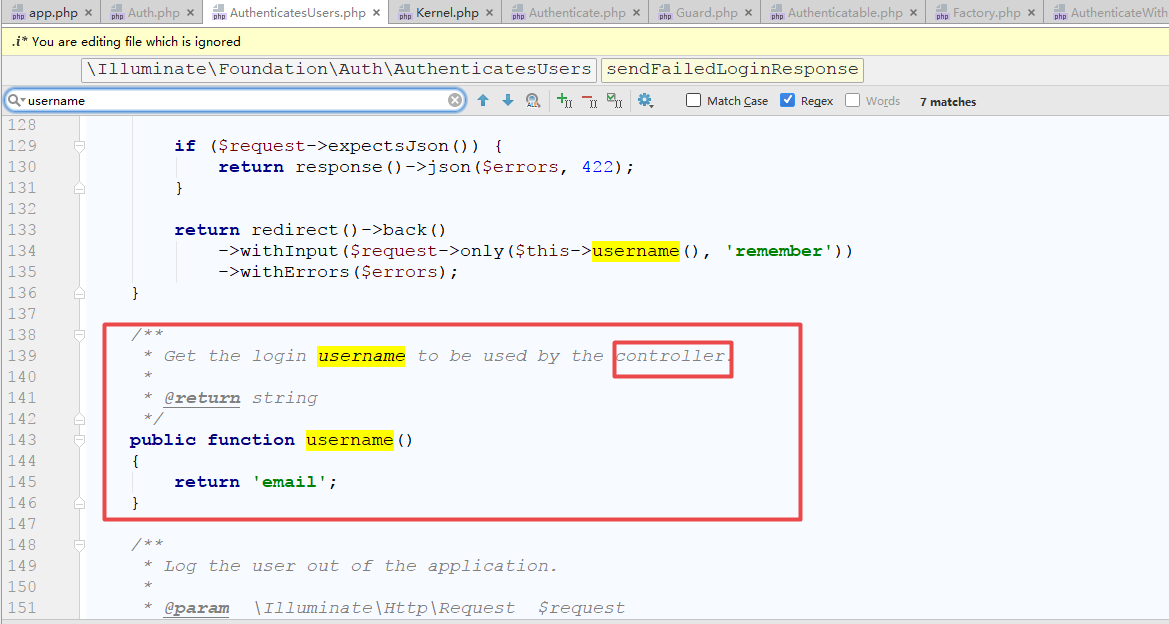 app.php Auth.php AuthenticatesUsers.php Kernel.php Authenticate.php Guard.php Authenticatable.php Factory.php AuthenticateWith
.i* You are editing file which is ignored
\Illuminate\Foundation\Auth\AuthenticatesUsers sendFailedLoginResponse
username Match Case Regex Words 7 matches
128
129 if ($request->expectsJson()) {
130 return response()->json($errors, 422);
131 }
132
133 return redirect()->back()
134 ->withInput($request->only($this->username(), 'remember'))
135 ->withErrors($errors);
136 }
137
138 /**
139 * Get the login username to be used by the controller.
140 *
141 * @return string
142 */
143 public function username()
144 {
145 return 'email';
146 }
147
148 /**
149 * Log the user out of the application.
150 *
151 * @param \Illuminate\Http\Request $request